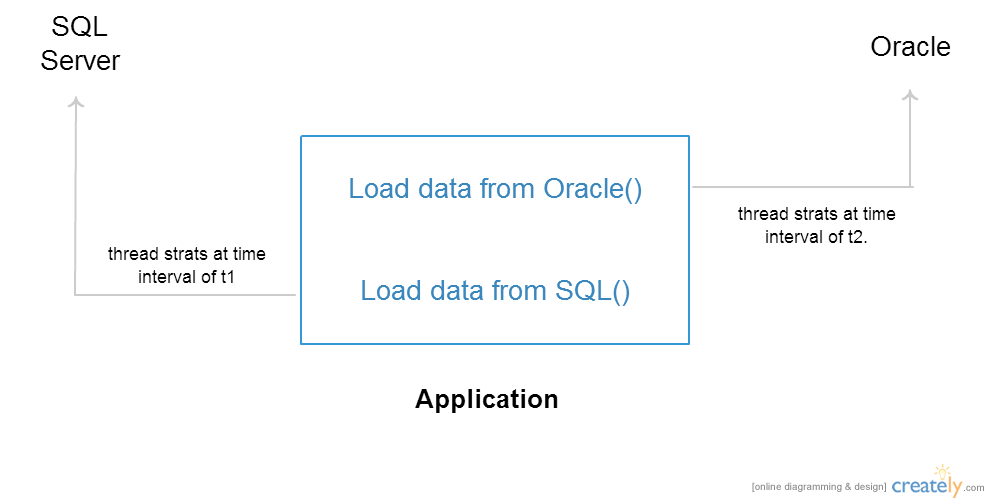 SQL
Server
Oracle
Load data from Oracle()
thread strats at time
interval of t2.
thread strats at time
interval of t1
Load data from SQL()
Application
[online diagramming & design] creately.com